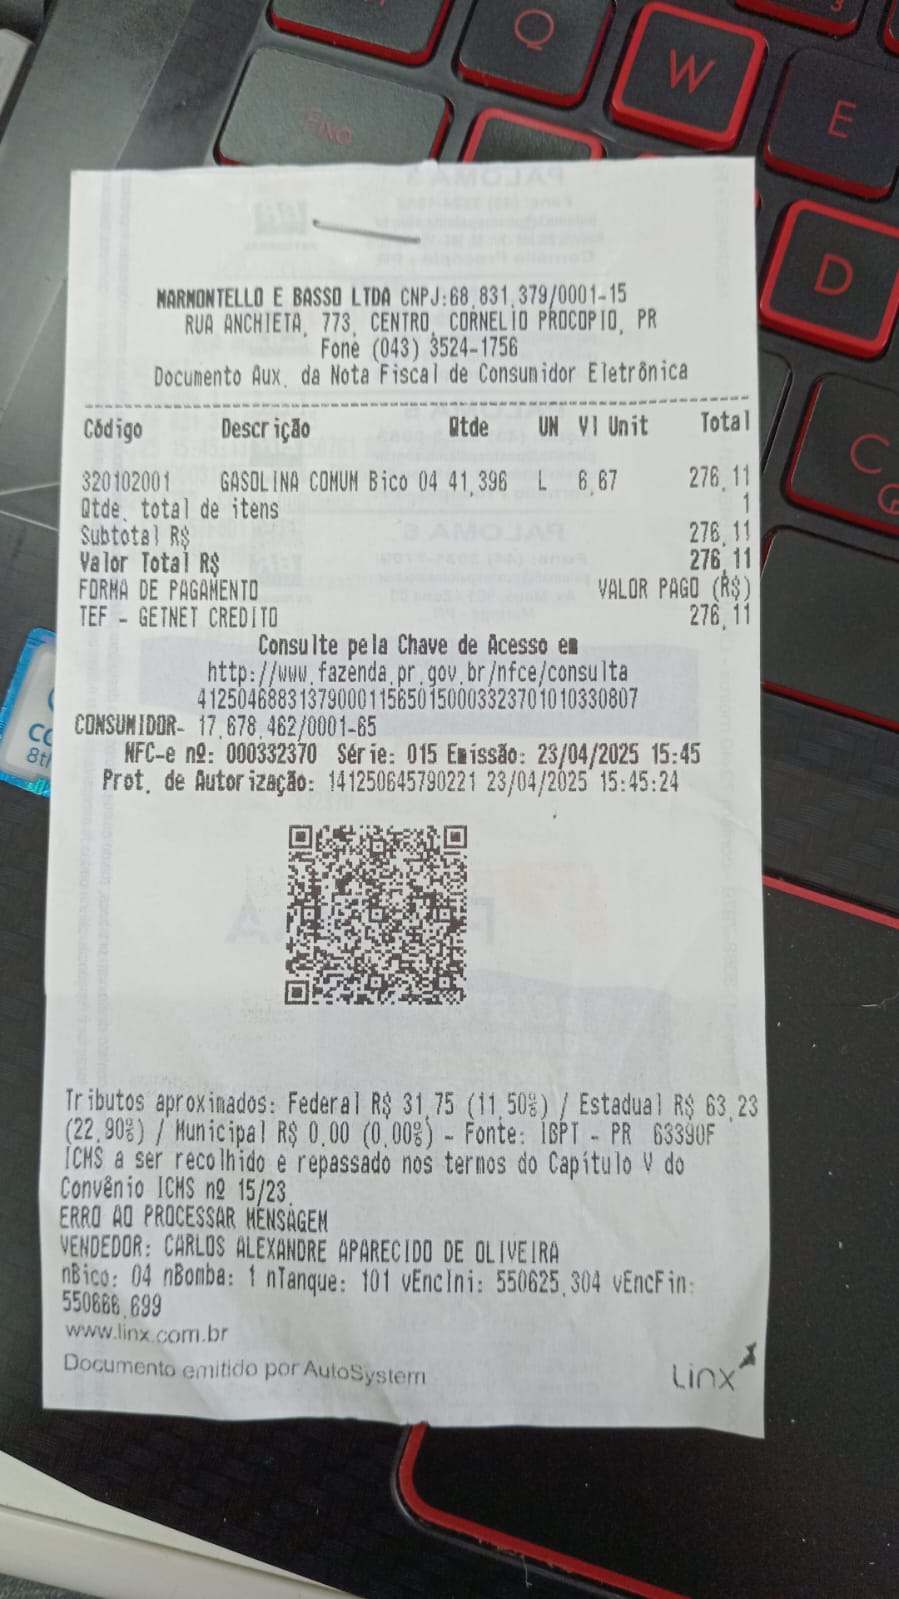 Q
W
E
FINO
D
C
MARMONTELLO E BASSO LTDA CNPJ:68.831.379/0001-15
RUA ANCHIETA, 773, CENTRO, CORNELIO PROCOPIO, PR
Fone (043) 3524-1756
Documento Aux. da Nota Fiscal de Consumidor Eletrônica
Código Descrição Qtde UN Vl Unit Total
320102001 GASOLINA COMUM Bico 04 41,396 L 6,67 276,11
Qtde. total de itens 1
Subtotal R$ 276,11
Valor Total R$ 276,11
FORMA DE PAGAMENTO VALOR PAGO (R$)
TEF - GETNET CREDITO 276,11
Consulte pela Chave de Acesso em
http://www.fazenda.pr.gov.br/nfce/consulta
41250468831379000115650150003323701010330807
CONSUMIDOR- 17.678.462/0001-65
NFC-e nº: 000332370 Série: 015 Emissão: 23/04/2025 15:45
Prot. de Autorização: 141250645790221 23/04/2025 15:45:24
Tributos aproximados: Federal R$ 31,75 (11,50%) / Estadual R$ 63,23
(22,90%) / Municipal R$ 0,00 (0,00%) - Fonte: IBPT - PR 63390F
ICMS a ser recolhido e repassado nos termos do Capítulo V do
Convênio ICMS nº 15/23.
ERRO AO PROCESSAR MENSAGEM
VENDEDOR: CARLOS ALEXANDRE APARECIDO DE OLIVEIRA
nBico: 04 nBomba: 1 nTanque: 101 vEncIni: 550625,304 vEncFin:
550666,699
www.linx.com.br
Documento emitido por AutoSystem
Linx